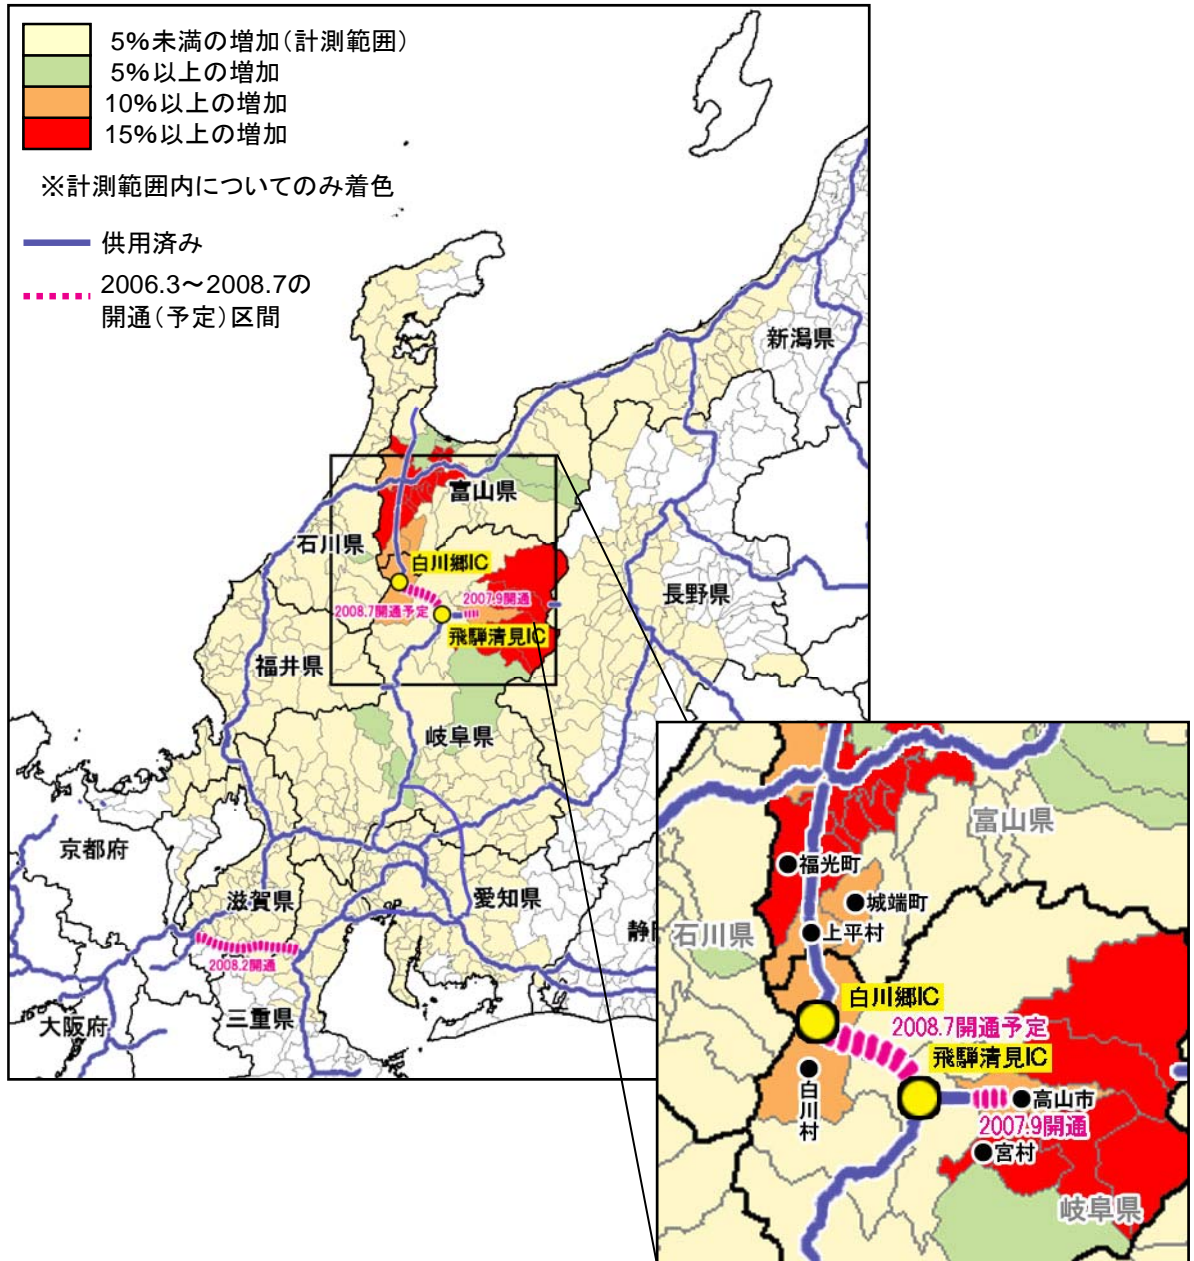 5%未満の増加(計測範囲)
5%以上の増加
10%以上の増加
15%以上の増加
※計測範囲内についてのみ着色
供用済み
2006.3～2008.7の
開通(予定)区間
新潟県
富山県
石川県
白川郷IC
2007.9開通
2008.7開通予定
飛騨清見IC
長野県
福井県
岐阜県
京都府
滋賀県
愛知県
2008.2開通
大阪府
三重県
富山県
福光町
城端町
石川県
上平村
白川郷IC
2008.7開通予定
飛騨清見IC
白川村
高山市
2007.9開通
宮村
岐阜県